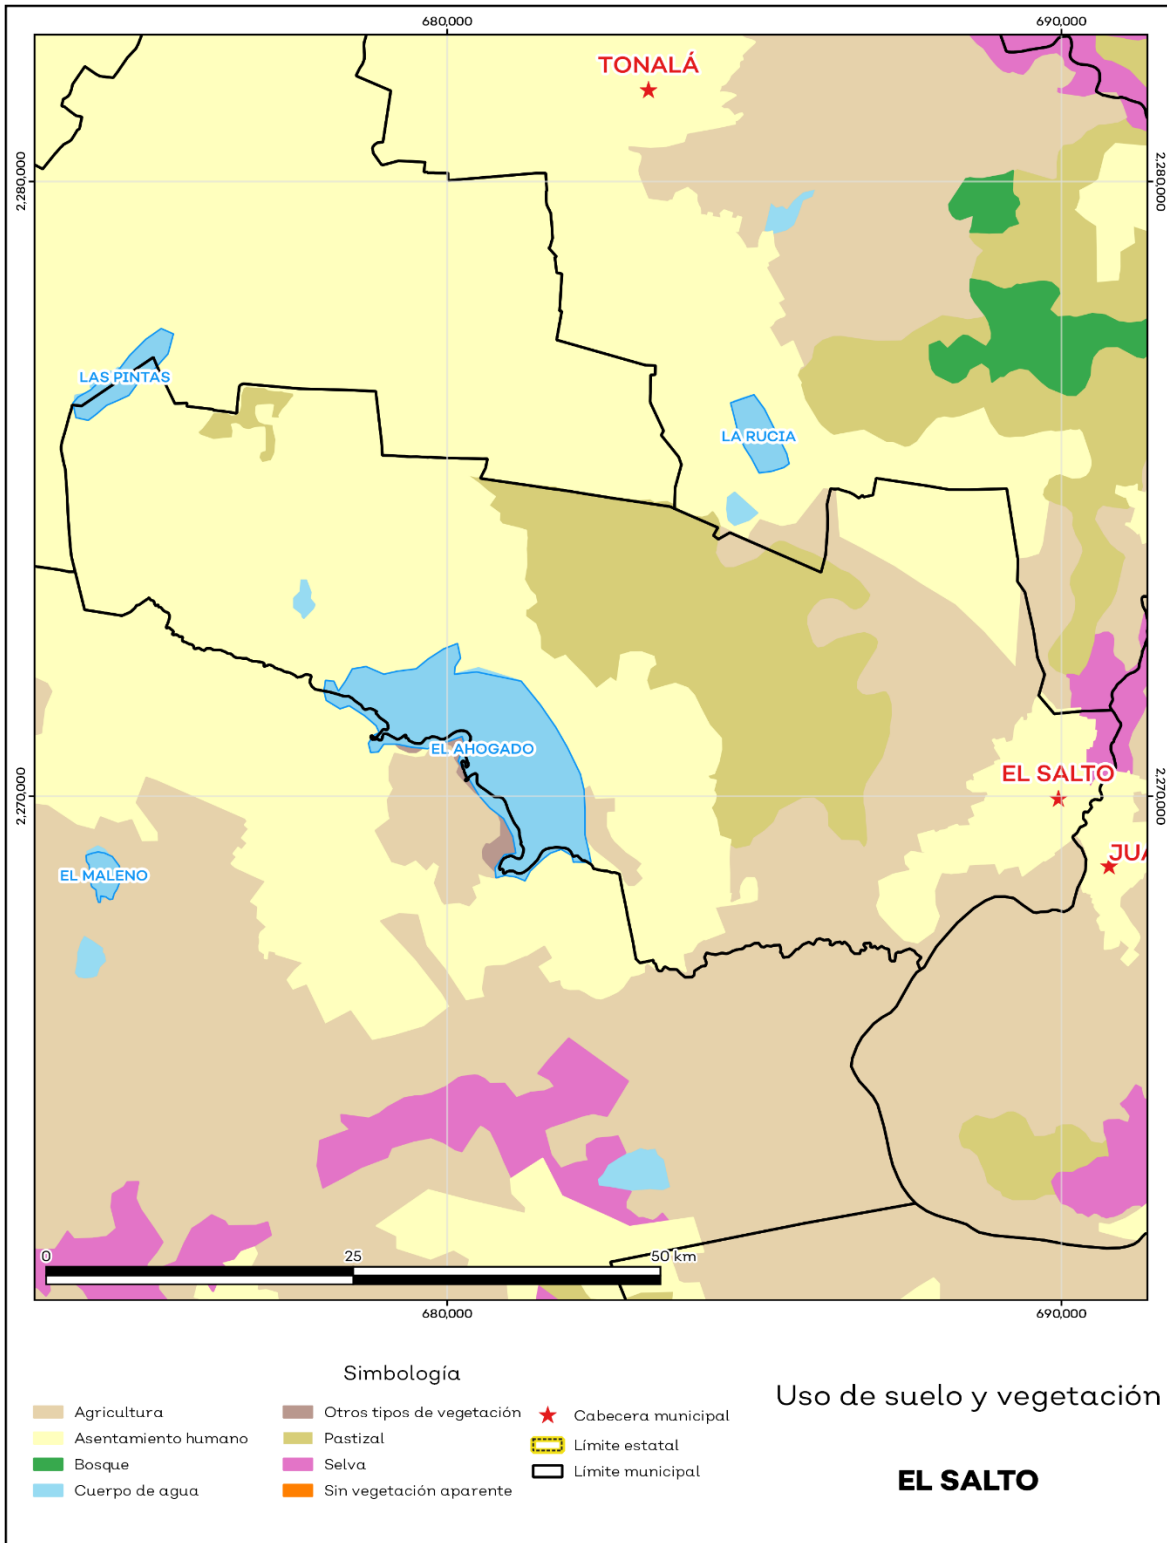 680,000
690,000
TONALÁ
2,280,000
2,280,000
LAS PINTAS
LA RUCIA
EL AHOGADO
EL SALTO
2,270,000
2,270,000
JUA
EL MALENO
0
25
50 km
680,000
690,000
Simbología
Agricultura
Asentamiento humano
Bosque
Cuerpo de agua
Otros tipos de vegetación
Pastizal
Selva
Sin vegetación aparente
Cabecera municipal
Límite estatal
Límite municipal
Uso de suelo y vegetación
EL SALTO